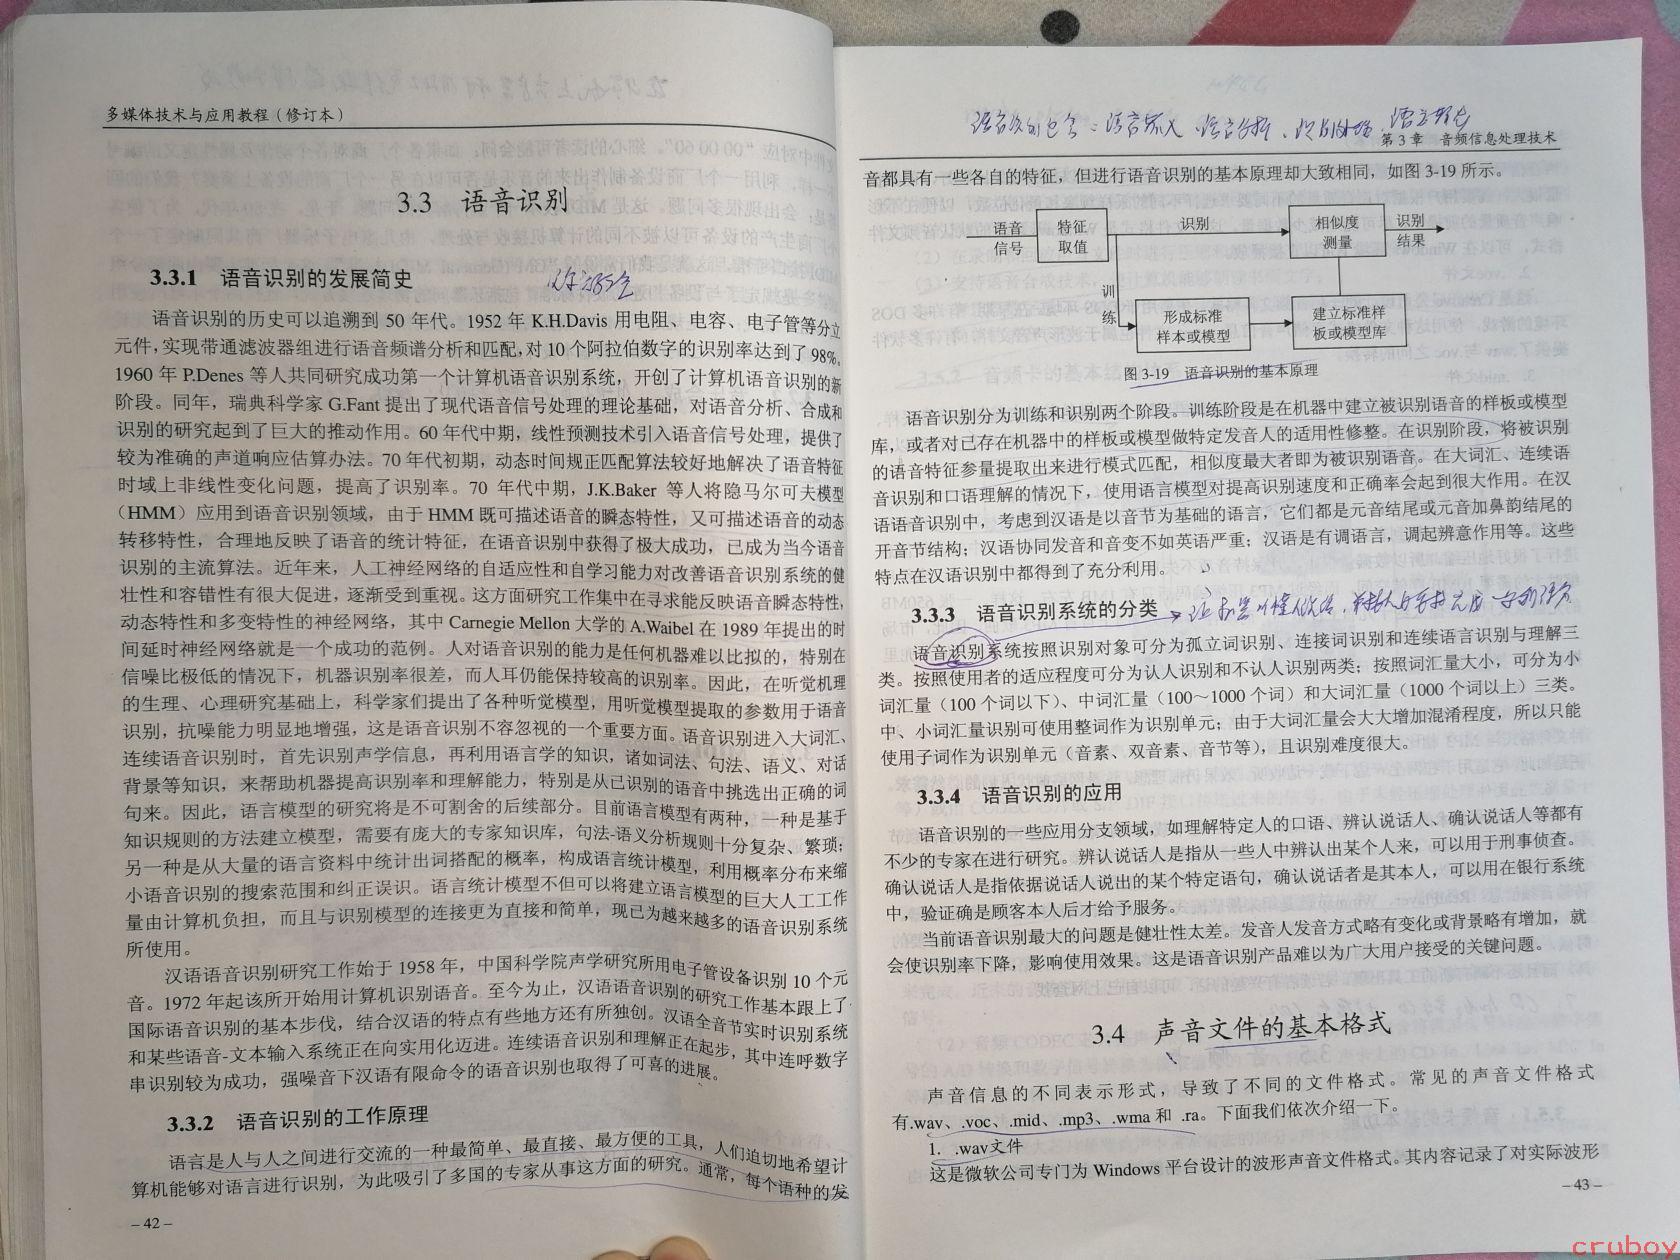 多媒体技术与应用教程（修订本）
3.3 语音识别
3.3.1 语音识别的发展简史
语音识别的历史可以追溯到 50 年代。1952 年 K.H.Davis 用电阻、电容、电子管等分立
元件,实现带通滤波器组进行语音频谱分析和匹配,对 10 个阿拉伯数字的识别率达到了 98%。
1960 年 P.Denes 等人共同研究成功第一个计算机语音识别系统，开创了计算机语音识别的新
阶段。同年，瑞典科学家 G.Fant 提出了现代语音信号处理的理论基础，对语音分析、合成和
识别的研究起到了巨大的推动作用。60 年代中期，线性预测技术引入语音信号处理，提供了
较为准确的声道响应估算办法。70 年代初期，动态时间规正匹配算法较好地解决了语音特征
时域上非线性变化问题，提高了识别率。70 年代中期，J.K.Baker 等人将隐马尔可夫模型
（HMM）应用到语音识别领域，由于 HMM 既可描述语音的瞬态特性，又可描述语音的动态
转移特性，合理地反映了语音的统计特征，在语音识别中获得了极大成功，已成为当今语音
识别的主流算法。近年来，人工神经网络的自适应性和自学习能力对改善语音识别系统的健
壮性和容错性有很大促进，逐渐受到重视。这方面研究工作集中在寻求能反映语音瞬态特性,
动态特性和多变特性的神经网络，其中 Carnegie Mellon 大学的 A.Waibel 在 1989 年提出的时
间延时神经网络就是一个成功的范例。人对语音识别的能力是任何机器难以比拟的，特别在
信噪比极低的情况下，机器识别率很差，而人耳仍能保持较高的识别率。因此，在听觉机理
的生理、心理研究基础上，科学家们提出了各种听觉模型，用听觉模型提取的参数用于语音
识别，抗噪能力明显地增强，这是语音识别不容忽视的一个重要方面。语音识别进入大词汇、
连续语音识别时，首先识别声学信息，再利用语言学的知识，诸如词法、句法、语义、对话
背景等知识，来帮助机器提高识别率和理解能力，特别是从已识别的语音中挑选出正确的词
句来。因此，语言模型的研究将是不可割舍的后续部分。目前语言模型有两种，一种是基于
知识规则的方法建立模型，需要有庞大的专家知识库，句法-语义分析规则十分复杂、繁琐；
另一种是从大量的语言资料中统计出词搭配的概率，构成语言统计模型，利用概率分布来缩
小语音识别的搜索范围和纠正误识。语言统计模型不但可以将建立语言模型的巨大人工工作
量由计算机负担，而且与识别模型的连接更为直接和简单，现已为越来越多的语音识别系统
所使用。
汉语语音识别研究工作始于 1958 年，中国科学院声学研究所用电子管设备识别 10 个元
音。1972 年起该所开始用计算机识别语音。至今为止，汉语语音识别的研究工作基本跟上了
国际语音识别的基本步伐，结合汉语的特点有些地方还有所独创。汉语全音节实时识别系统
和某些语音-文本输入系统正在向实用化迈进。连续语音识别和理解正在起步，其中连呼数字
串识别较为成功，强噪音下汉语有限命令的语音识别也取得了可喜的进展。
3.3.2 语音识别的工作原理
语言是人与人之间进行交流的一种最简单、最直接、最方便的工具，人们迫切地希望计
算机能够对语言进行识别，为此吸引了多国的专家从事这方面的研究。通常，每个语种的发
– 42 –
语音识别包含：语音输入、语音分析、
第 3 章 音频信息处理技术
音都具有一些各自的特征，但进行语音识别的基本原理却大致相同，如图 3-19 所示。
语音
信号
特征
取值
识别
相似度
测量
识别
结果
训
练
形成标准
样本或模型
建立标准样
板或模型库
图 3-19 语音识别的基本原理
语音识别分为训练和识别两个阶段。训练阶段是在机器中建立被识别语音的样板或模型
库，或者对已存在机器中的样板或模型做特定发音人的适用性修整。在识别阶段，将被识别
的语音特征参量提取出来进行模式匹配，相似度最大者即为被识别语音。在大词汇、连续语
音识别和口语理解的情况下，使用语言模型对提高识别速度和正确率会起到很大作用。在汉
语语音识别中，考虑到汉语是以音节为基础的语言，它们都是元音结尾或元音加鼻韵结尾的
开音节结构；汉语协同发音和音变不如英语严重；汉语是有调语言，调起辨意作用等。这些
特点在汉语识别中都得到了充分利用。
3.3.3 语音识别系统的分类
语音识别系统按照识别对象可分为孤立词识别、连接词识别和连续语言识别与理解三
类。按照使用者的适应程度可分为认人识别和不认人识别两类；按照词汇量大小，可分为小
词汇量（100 个词以下）、中词汇量（100～1000 个词）和大词汇量（1000 个词以上）三类。
中、小词汇量识别可使用整词作为识别单元；由于大词汇量会大大增加混淆程度，所以只能
使用子词作为识别单元（音素、双音素、音节等），且识别难度很大。
3.3.4 语音识别的应用
语音识别的一些应用分支领域，如理解特定人的口语、辨认说话人、确认说话人等都有
不少的专家在进行研究。辨认说话人是指从一些人中辨认出某个人来，可以用于刑事侦查。
确认说话人是指依据说话人说出的某个特定语句，确认说话者是其本人，可以用在银行系统
中，验证确是顾客本人后才给予服务。
当前语音识别最大的问题是健壮性太差。发音人发音方式略有变化或背景略有增加，就
会使识别率下降，影响使用效果。这是语音识别产品难以为广大用户接受的关键问题。
3.4 声音文件的基本格式
声音信息的不同表示形式，导致了不同的文件格式。常见的声音文件格式
有.wav、.voc、.mid、.mp3、.wma 和 .ra。下面我们依次介绍一下。
1. .wav文件
这是微软公司专门为 Windows 平台设计的波形声音文件格式。其内容记录了对实际波形
– 43 –
cruboy